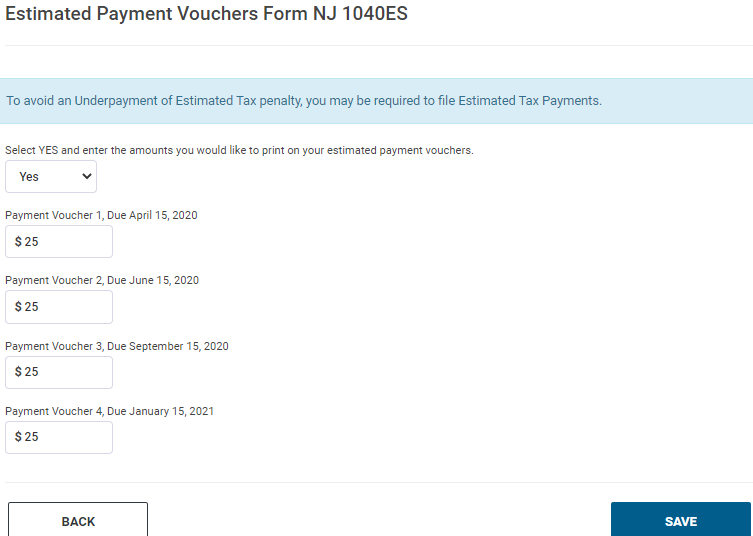 Estimated Payment Vouchers Form NJ 1040ES
To avoid an Underpayment of Estimated Tax penalty, you may be required to file Estimated Tax Payments.
Select YES and enter the amounts you would like to print on your estimated payment vouchers.
Yes
Payment Voucher 1, Due April 15, 2020
$ 25
Payment Voucher 2, Due June 15, 2020
$ 25
Payment Voucher 3, Due September 15, 2020
$ 25
Payment Voucher 4, Due January 15, 2021
$ 25
BACK SAVE